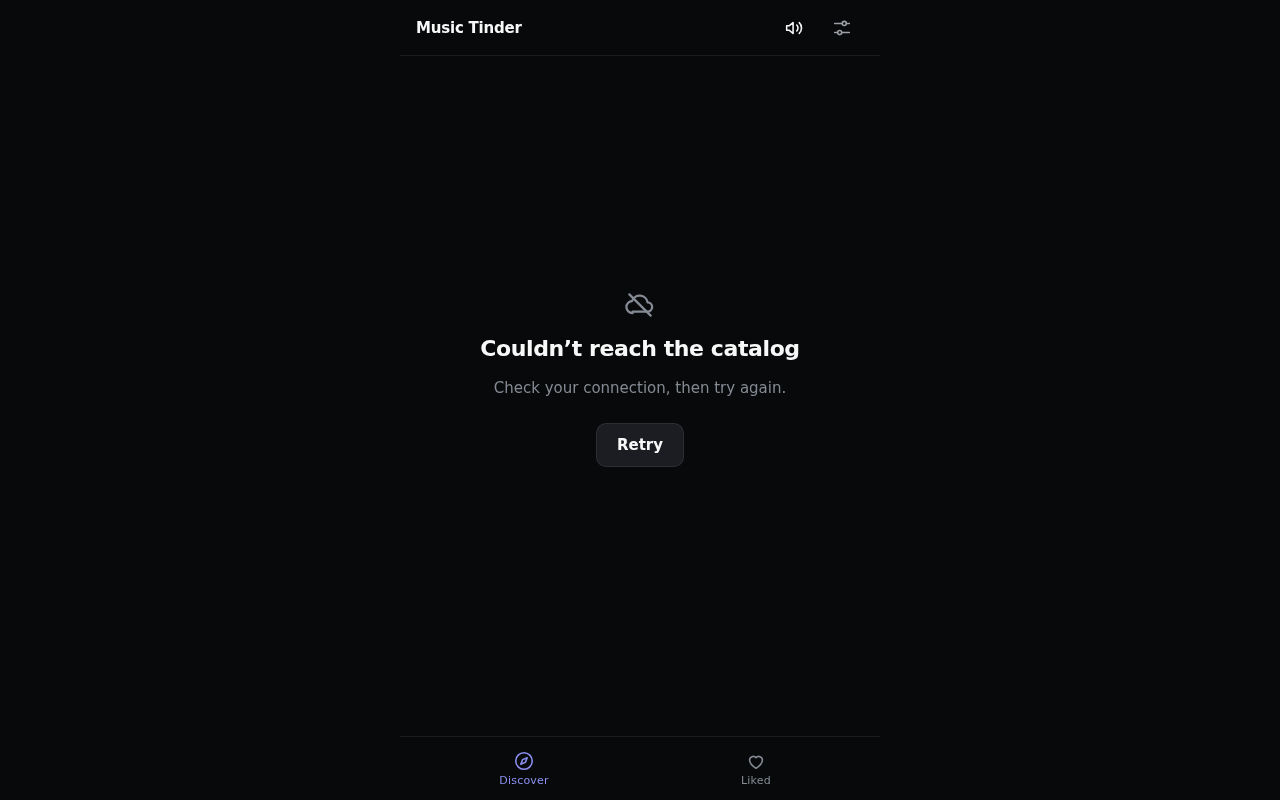 Music Tinder
Couldn’t reach the catalog
Check your connection, then try again.
Retry
Discover
Liked